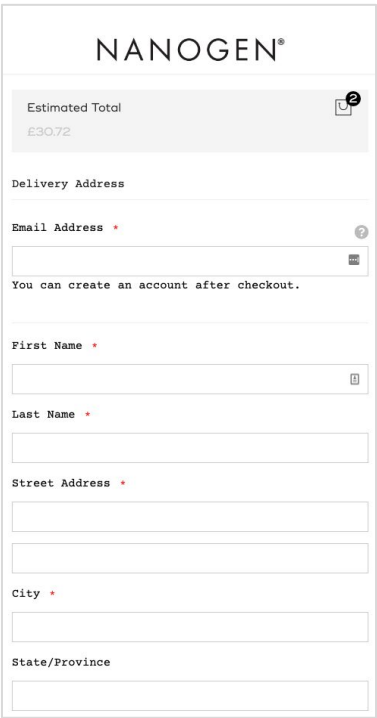 NANOGEN®
Estimated Total
2
£30.72
Delivery Address
Email Address *
?
You can create an account after checkout.
First Name *
Last Name *
Street Address *
City *
State/Province